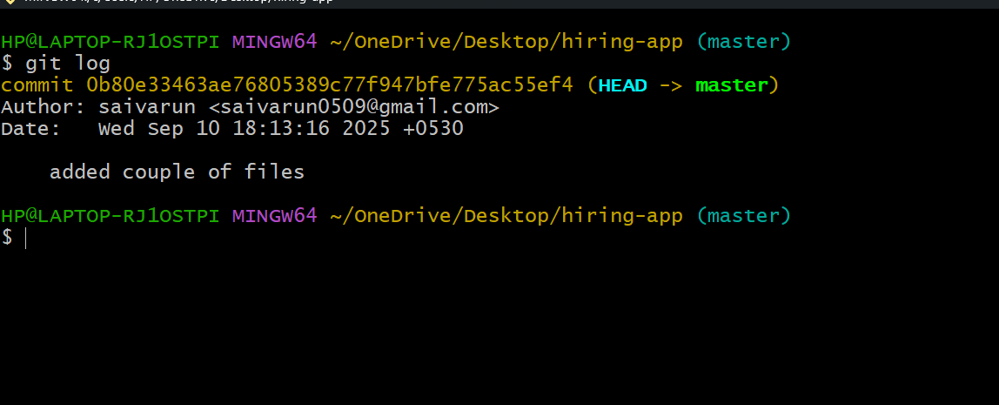 HP@LAPTOP-RJ1OSTPI MINGW64 ~/OneDrive/Desktop/hiring-app (master)
$ git log
commit 0b80e33463ae76805389c77f947bfe775ac55ef4 (HEAD -> master)
Author: saivarun <saivarun0509@gmail.com>
Date:   Wed Sep 10 18:13:16 2025 +0530
    added couple of files
HP@LAPTOP-RJ1OSTPI MINGW64 ~/OneDrive/Desktop/hiring-app (master)
$